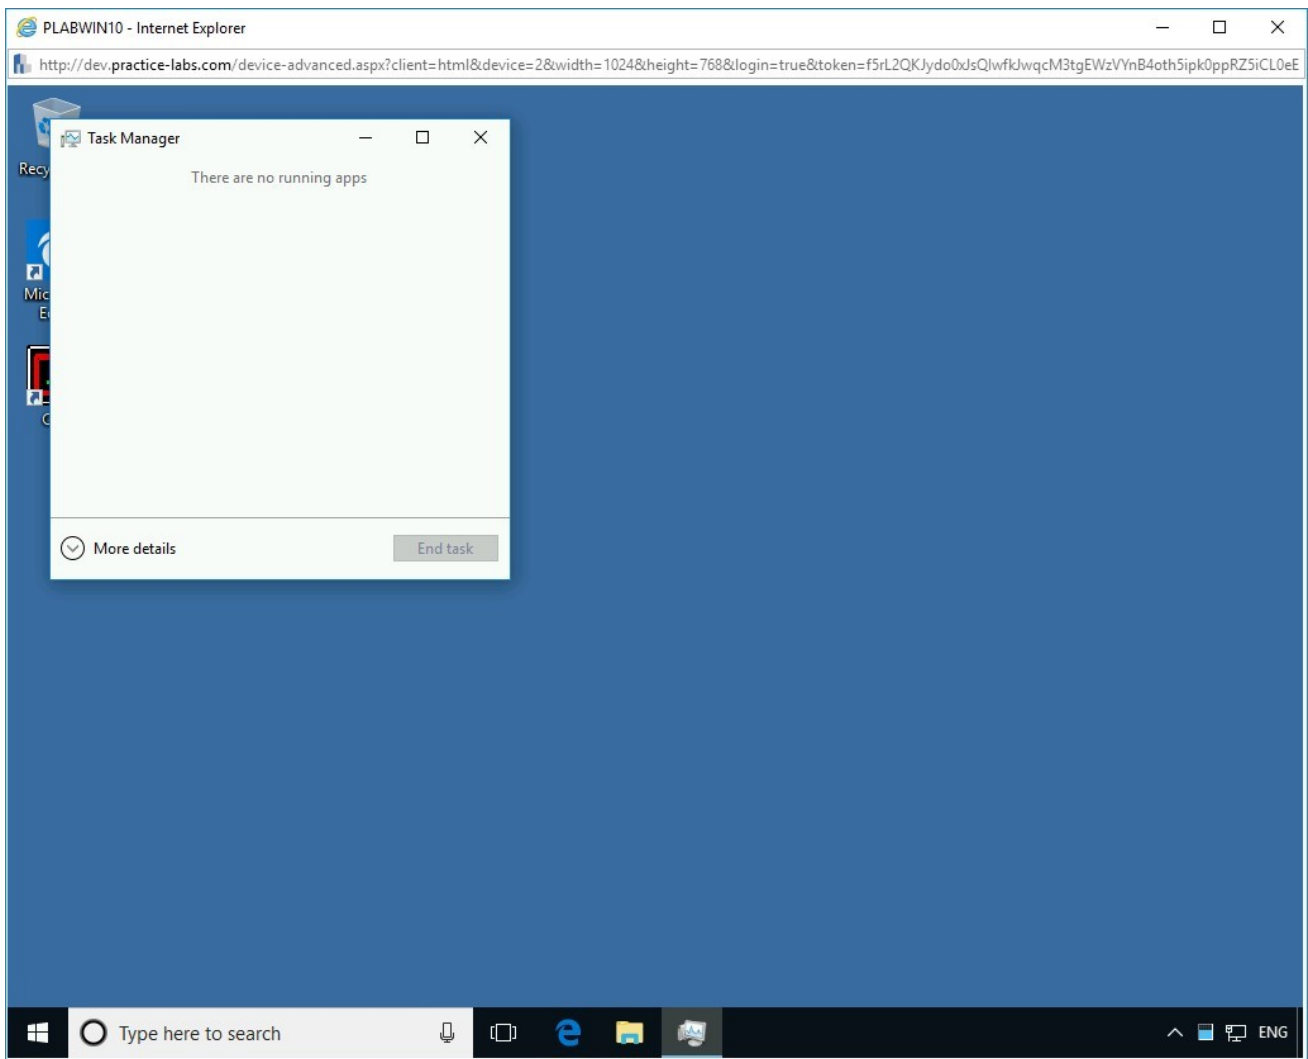 PLABWIN10 - Internet Explorer
http://dev.practice-labs.com/device-advanced.aspx?client=html&device=2&width=1024&height=768&login=true&token=f5rL2QKJydo0xJsQlwfkJwqcM3tgEWzVYnB4oth5ipk0ppRZ5iCL0eE
Task Manager
Recy
There are no running apps
Mic
E
More details
End task
Type here to search
ENG